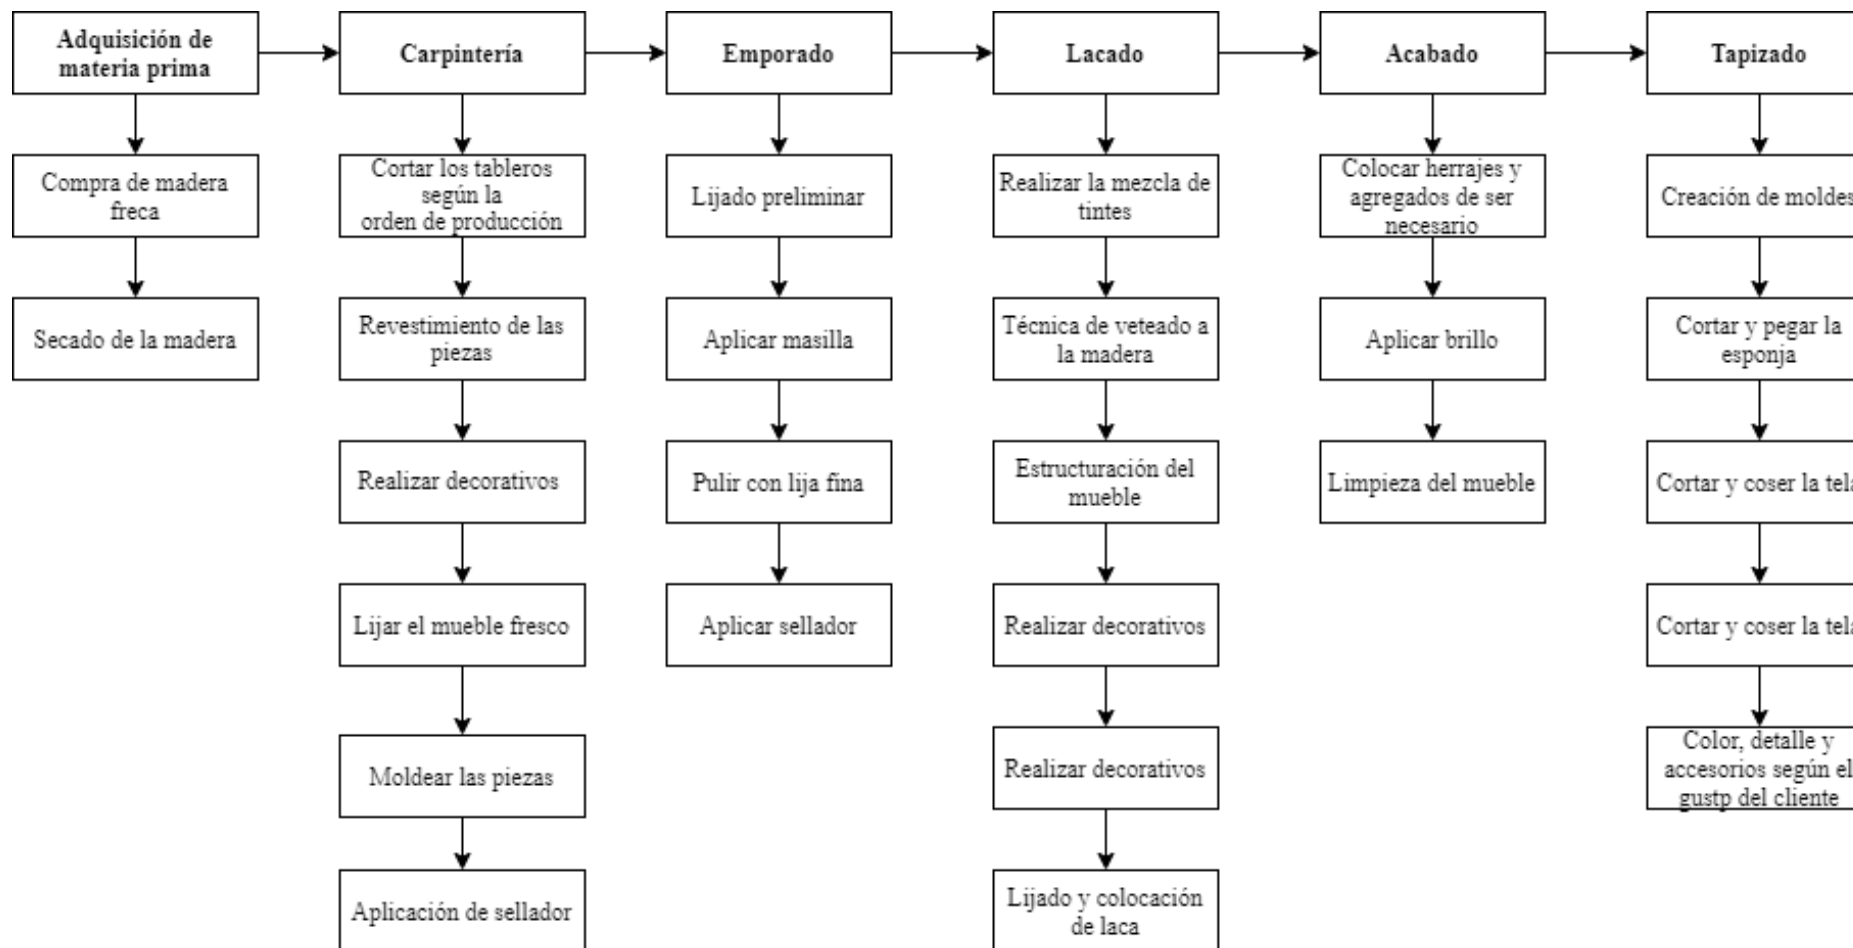 Adquisición de
materia prima
Carpintería
Emporado
Lacado
Acabado
Tapizado
Compra de madera
freca
Cortar los tableros
según la
orden de producción
Lijado preliminar
Realizar la mezcla de
tintes
Colocar herrajes y
agregados de ser
necesario
Creación de moldes
Secado de la madera
Revestimiento de las
piezas
Aplicar masilla
Técnica de veteado a
la madera
Aplicar brillo
Cortar y pegar la
esponja
Realizar decorativos
Pulir con lija fina
Estructuración del
mueble
Limpieza del mueble
Cortar y coser la tela
Lijar el mueble fresco
Aplicar sellador
Realizar decorativos
Cortar y coser la tela
Moldear las piezas
Realizar decorativos
Color, detalle y
accesorios según el
gustp del cliente
Aplicación de sellador
Lijado y colocación
de laca